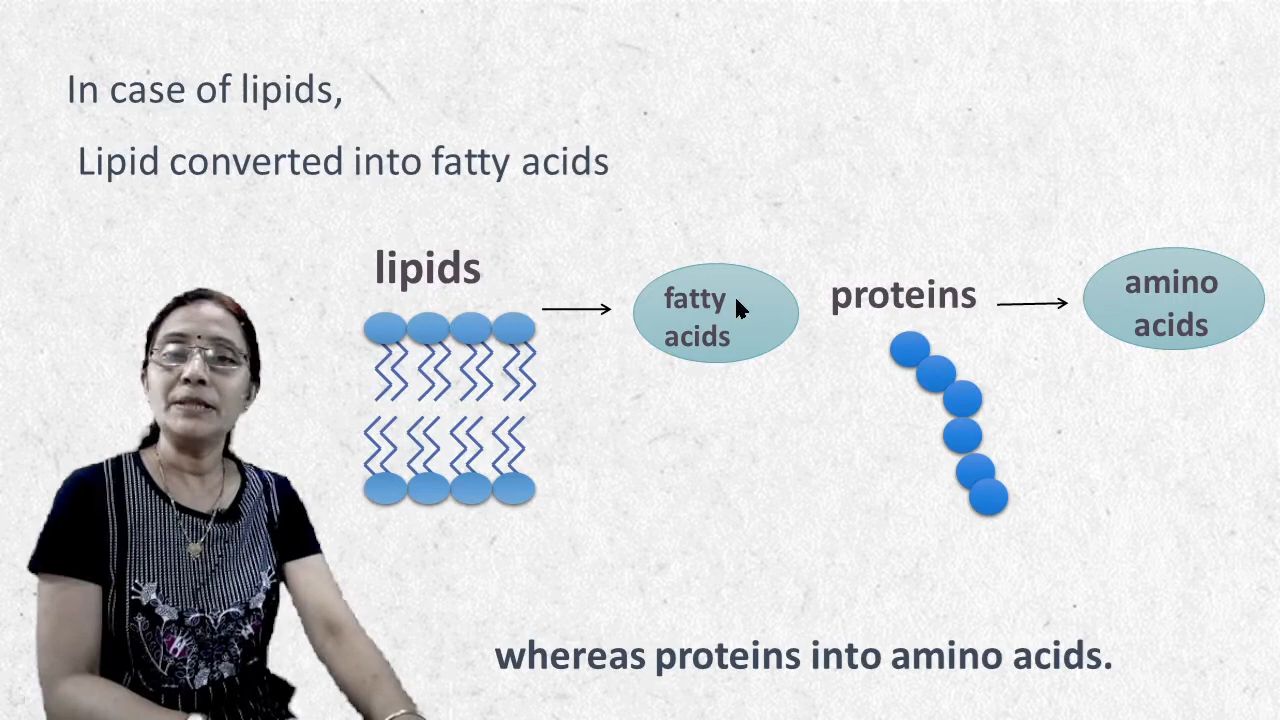 In case of lipids,
Lipid converted into fatty acids
lipids
fatty
acids
proteins
amino
acids
whereas proteins into amino acids.